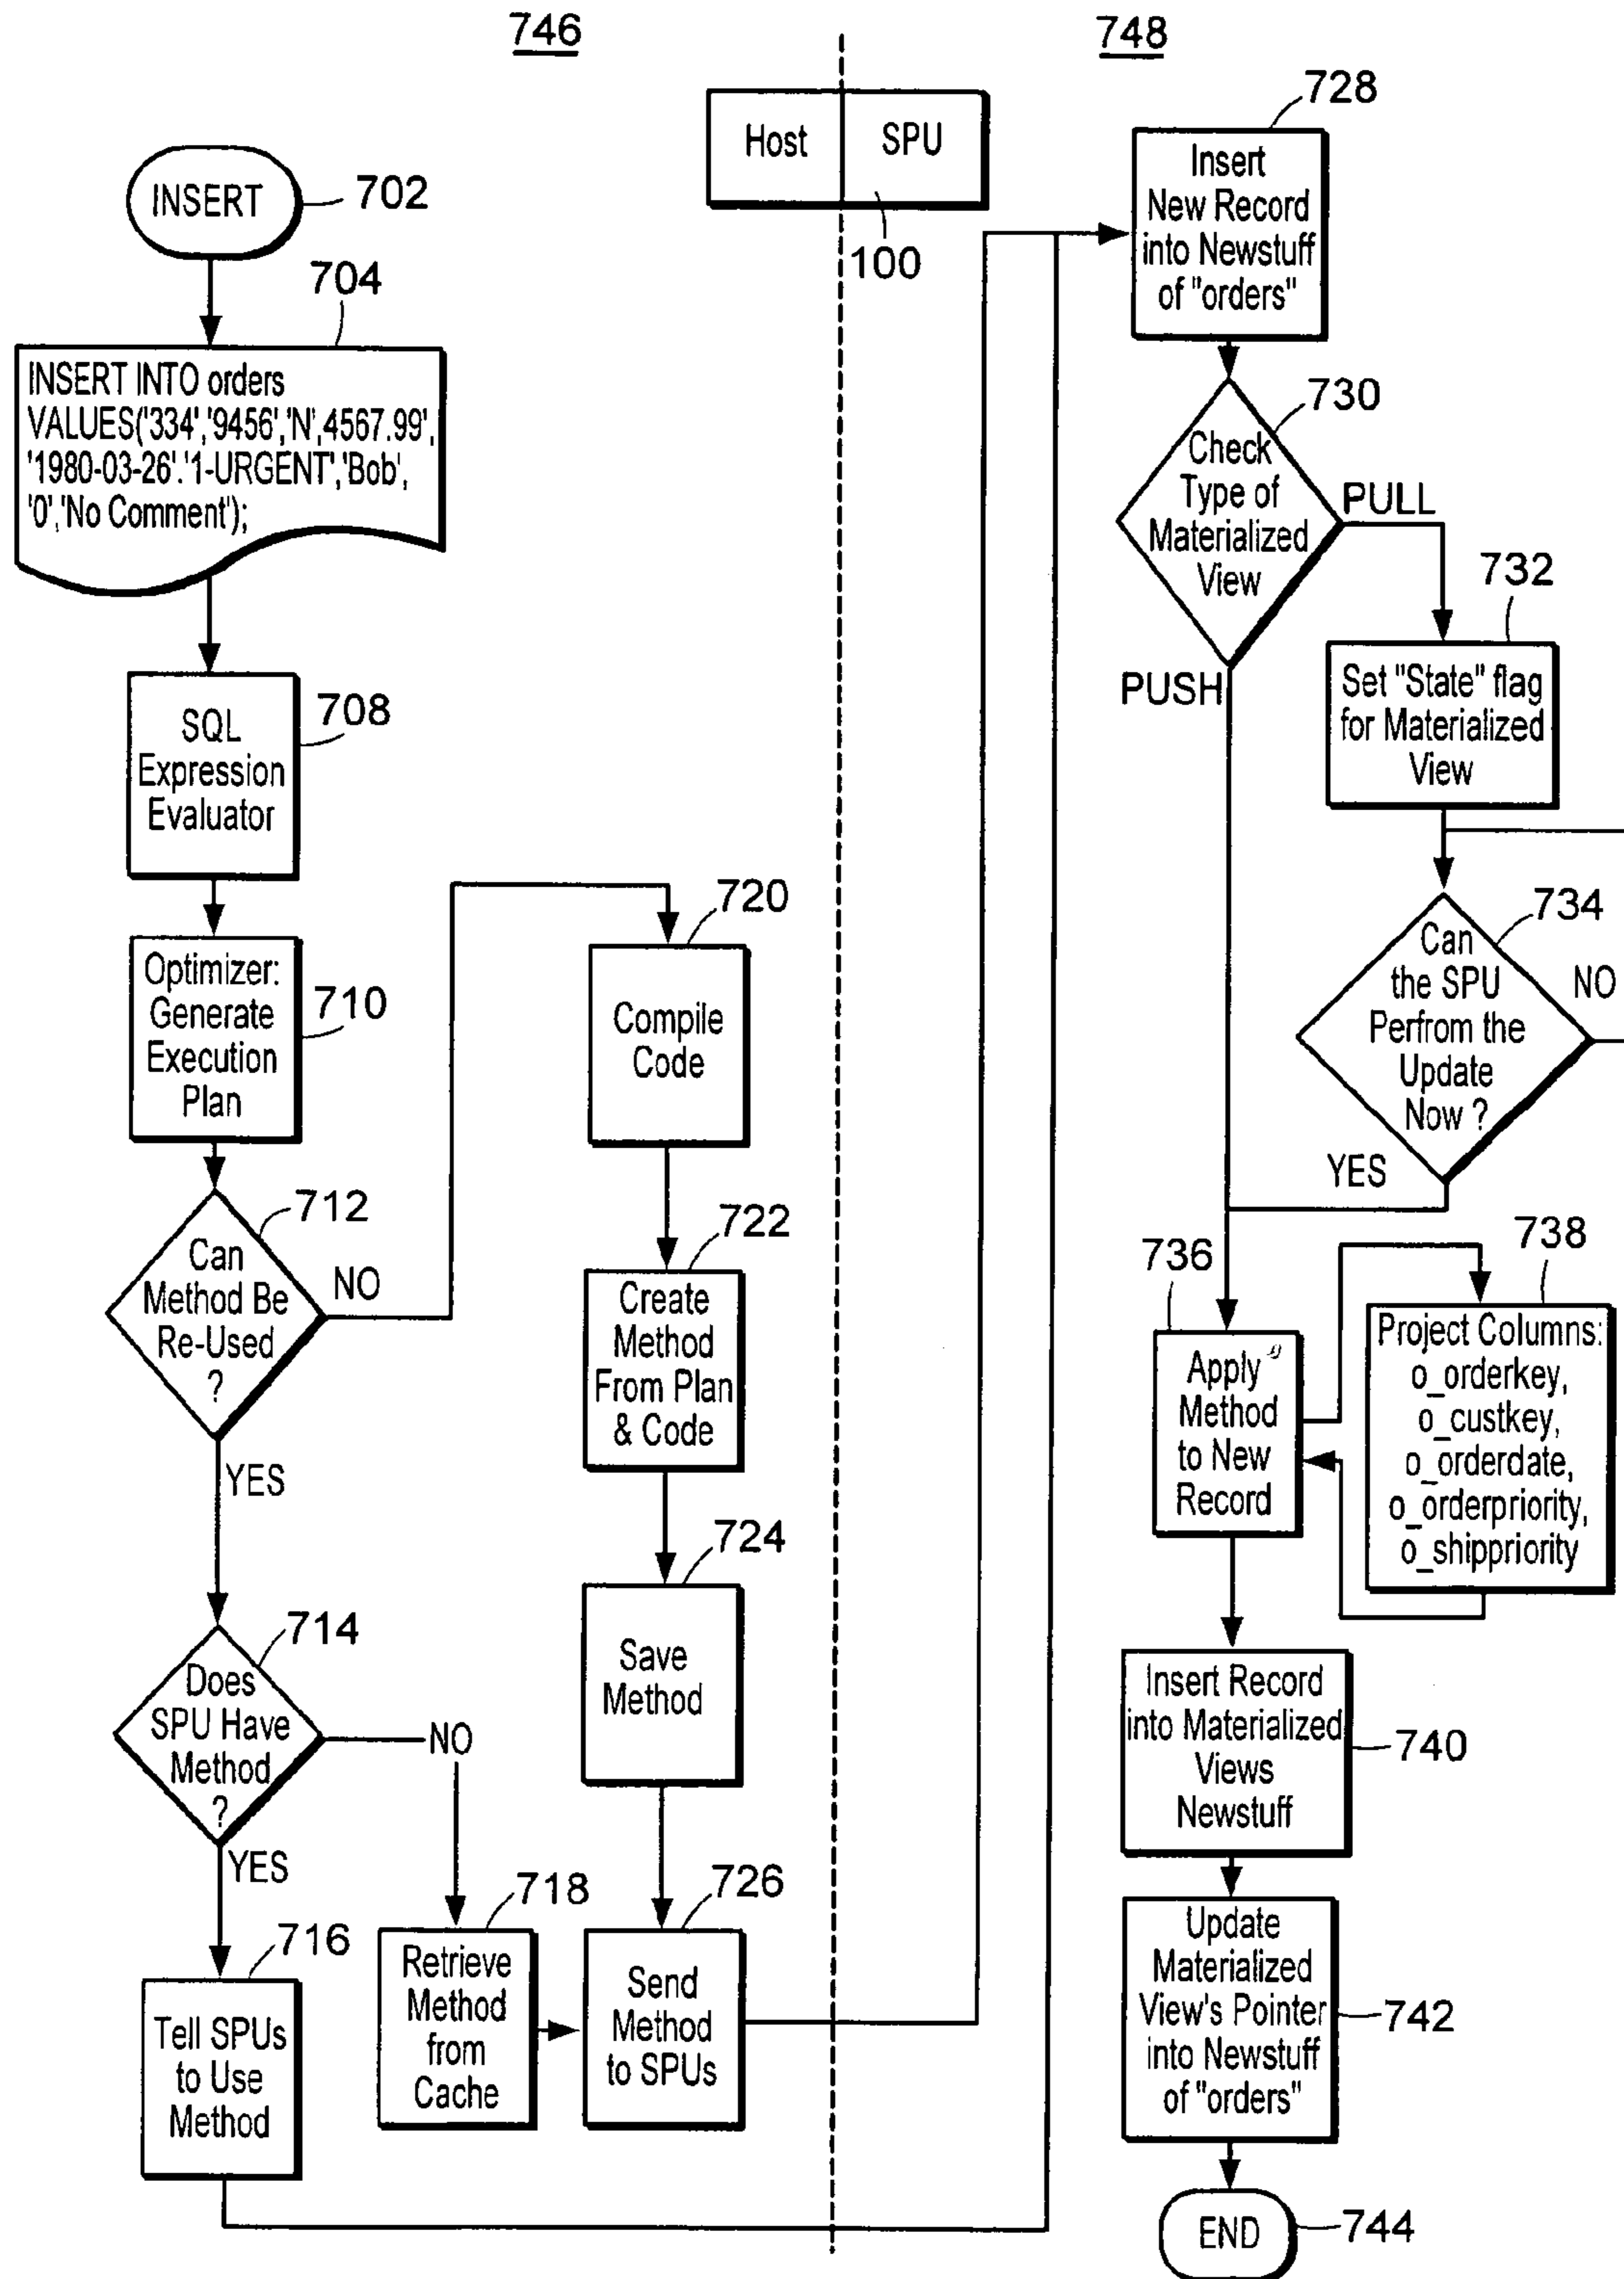 746
748
Host
SPU
100
INSERT
702
704
INSERT INTO orders
VALUES('334','9456','N',4567.99',
'1980-03-26'.'1-URGENT','Bob',
'0','No Comment');
SQL
Expression
Evaluator
708
Optimizer:
Generate
Execution
Plan
710
Can
Method Be
Re-Used
?
712
NO
YES
Does
SPU Have
Method
?
714
NO
YES
716
Tell SPUs
to Use
Method
718
Retrieve
Method
from
Cache
720
Compile
Code
722
Create
Method
From Plan
& Code
724
Save
Method
726
Send
Method
to SPUs
728
Insert
New Record
into Newstuff
of "orders"
730
Check
Type of
Materialized
View
PULL
PUSH
732
Set "State" flag
for Materialized
View
734
Can
the SPU
Perfrom the
Update
Now ?
NO
YES
736
Apply
Method
to New
Record
738
Project Columns:
o_orderkey,
o_custkey,
o_orderdate,
o_orderpriority,
o_shippriority
Insert Record
into Materialized
Views
Newstuff
740
Update
Materialized
View's Pointer
into Newstuff
of "orders"
742
END
744